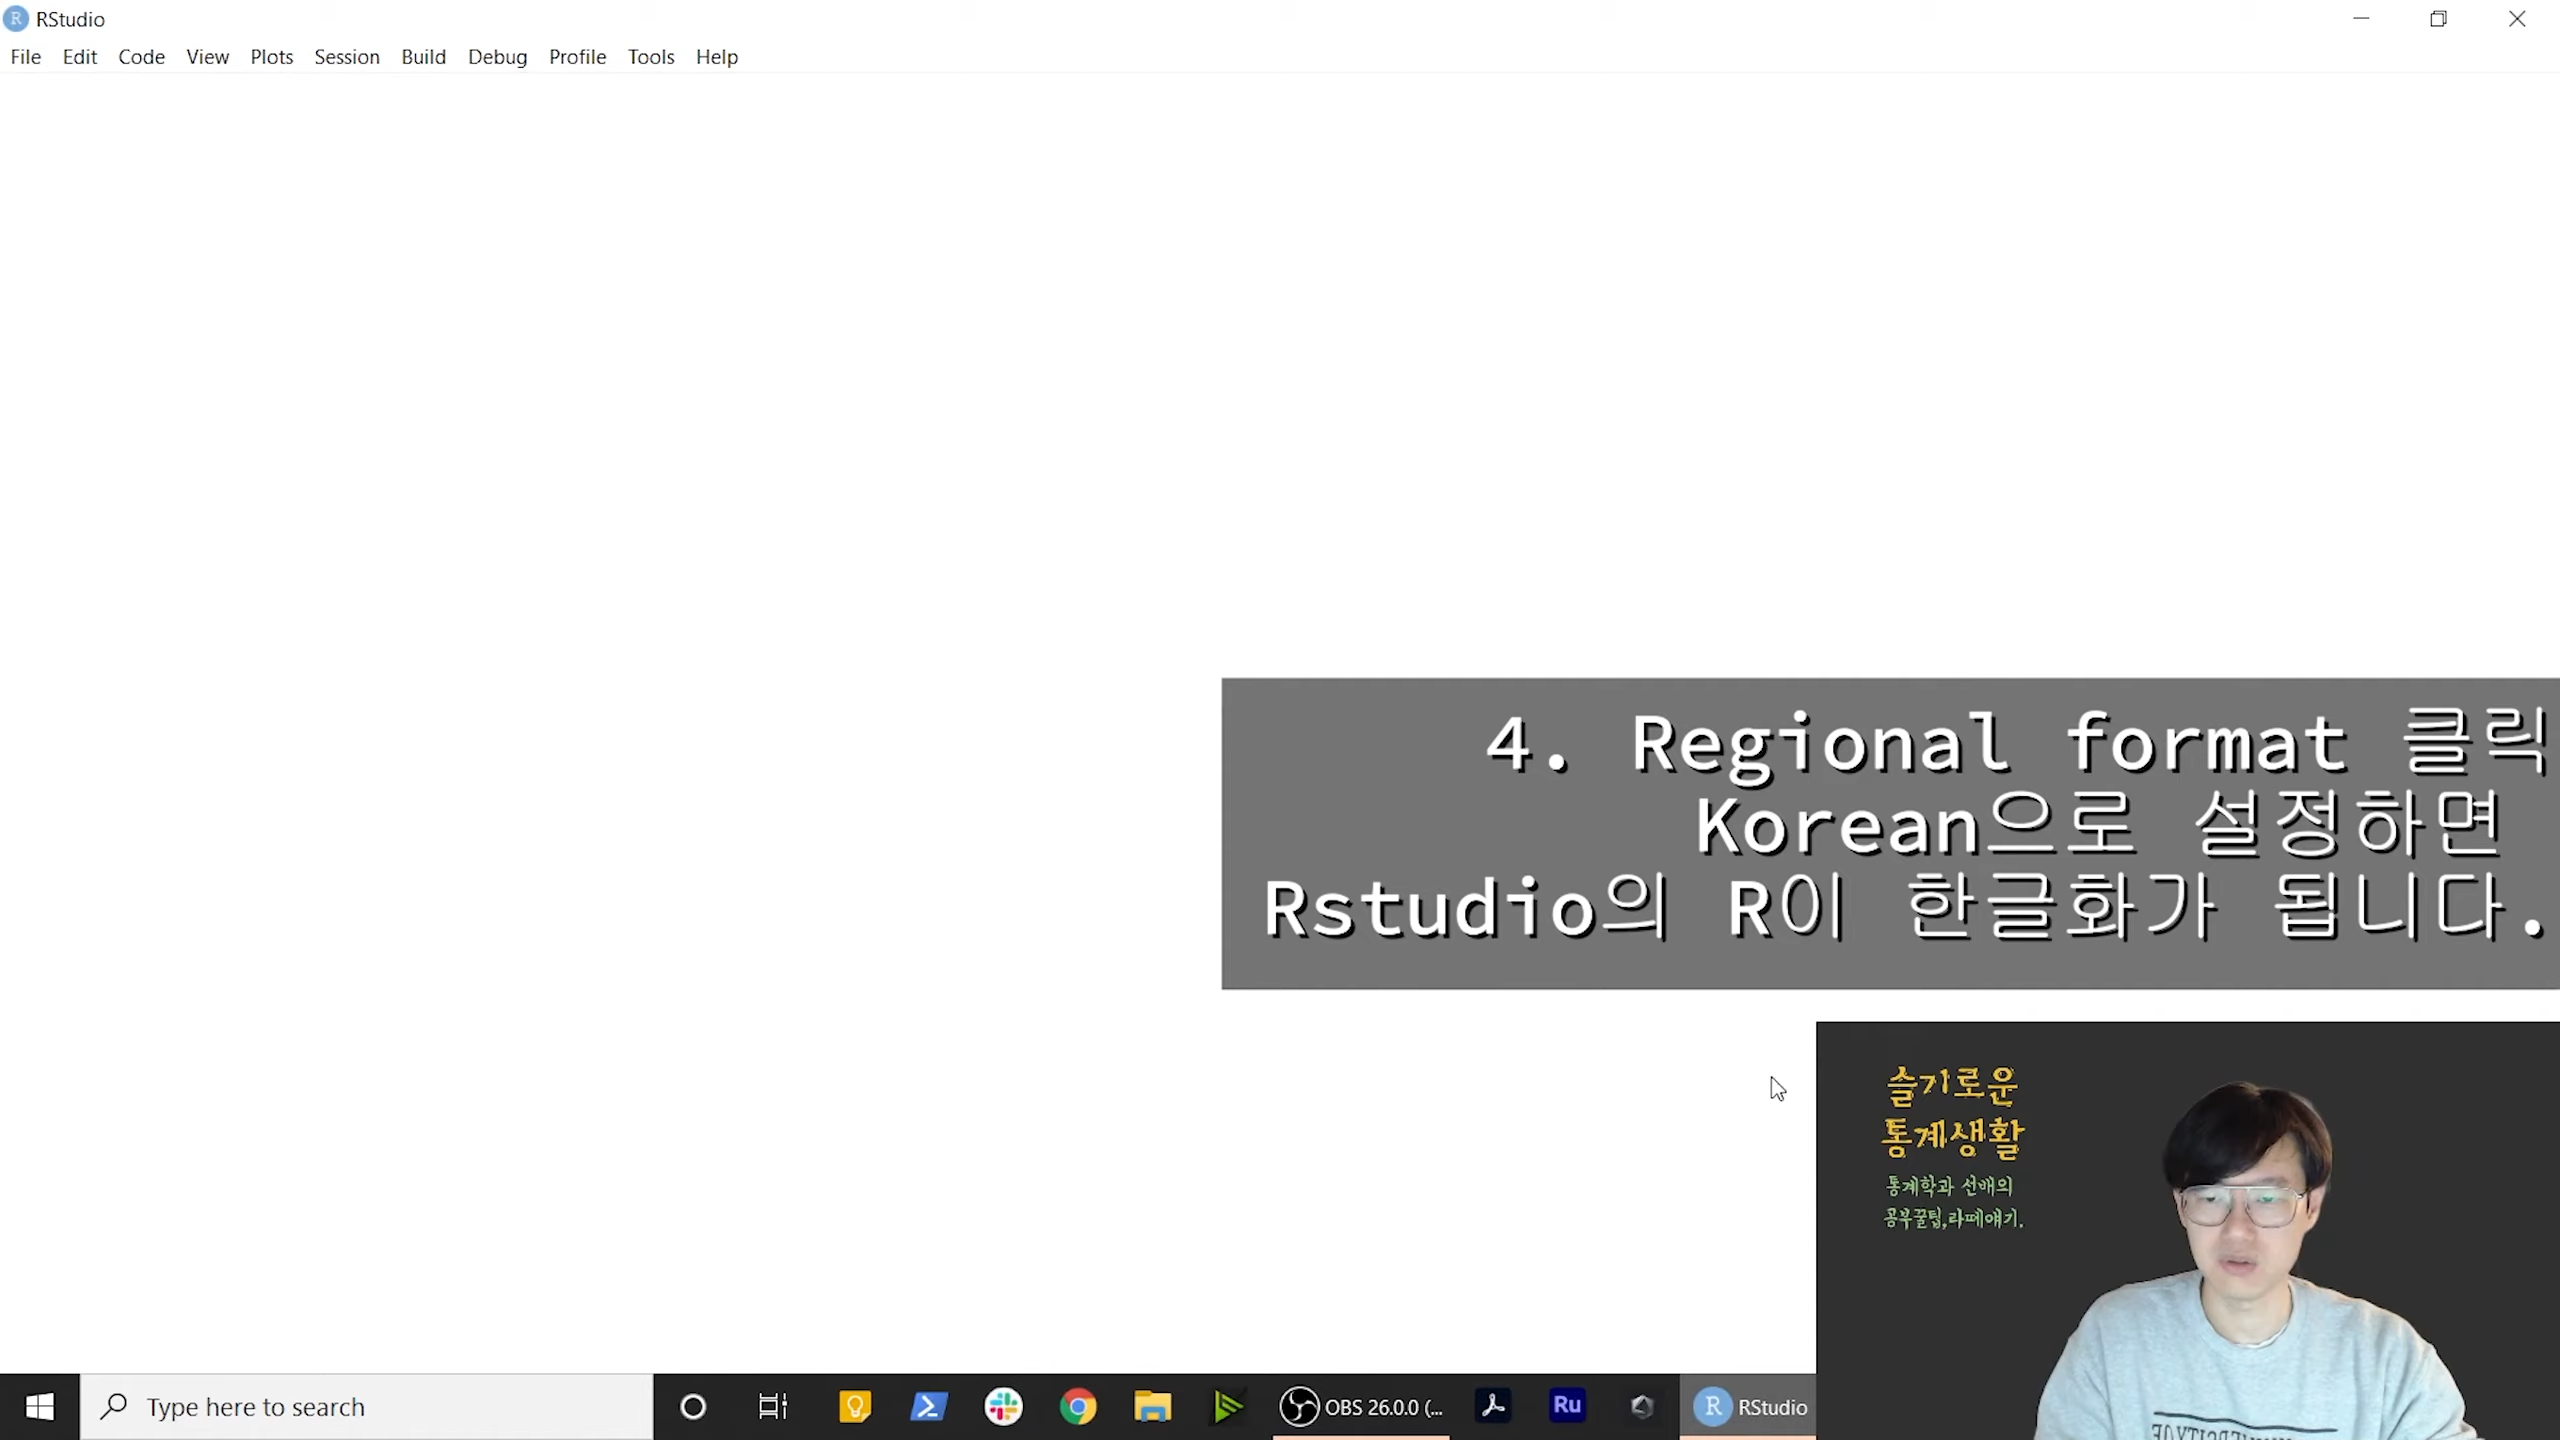 RStudio
File Edit Code View Plots Session Build Debug Profile Tools Help
4. Regional format 클릭
Korean으로 설정하면
Rstudio의 R이 한글화가 됩니다.
슬기로운
통계생활
통계학과 선배의
공부꿀팁,라떼얘기.
Type here to search
OBS 26.0.0 (...
Ru
R RStudio